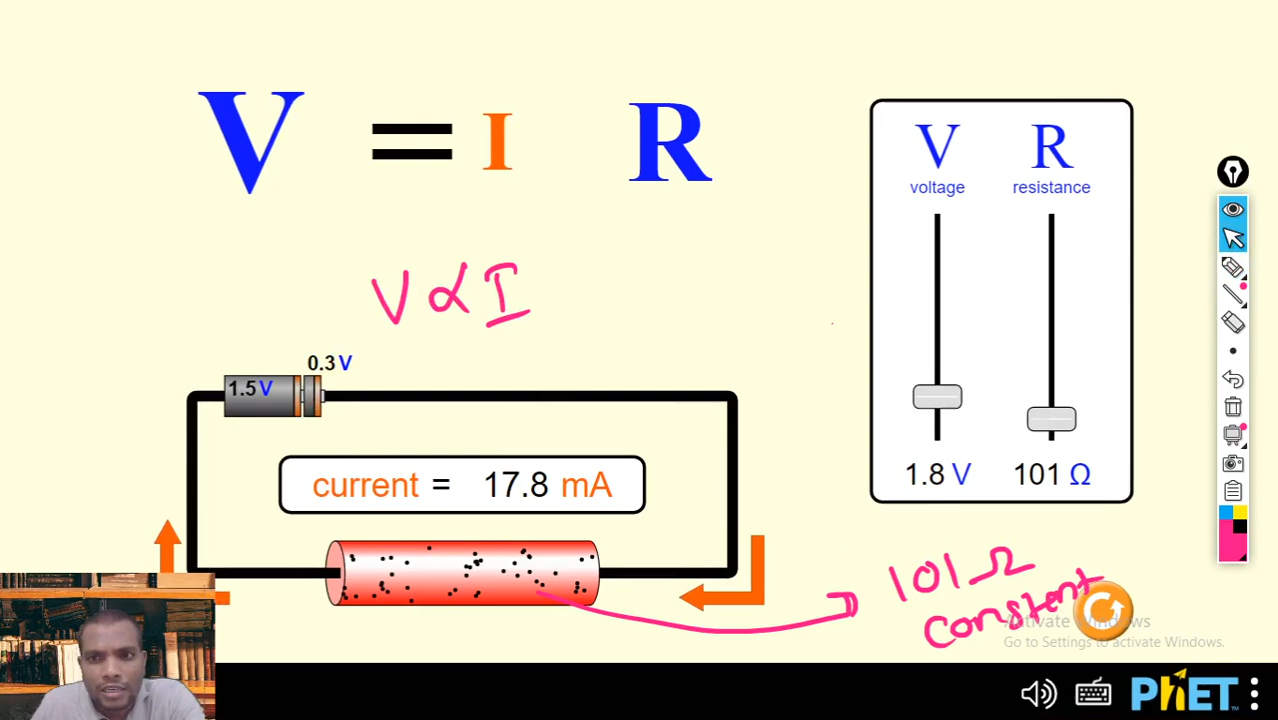 V = I R
V R
voltage resistance
V ∝ I
0.3 V
1.5 V
current = 17.8 mA
1.8 V 101 Ω
101 Ω
Constant
Activate Windows
Go to Settings to activate Windows.
PhET